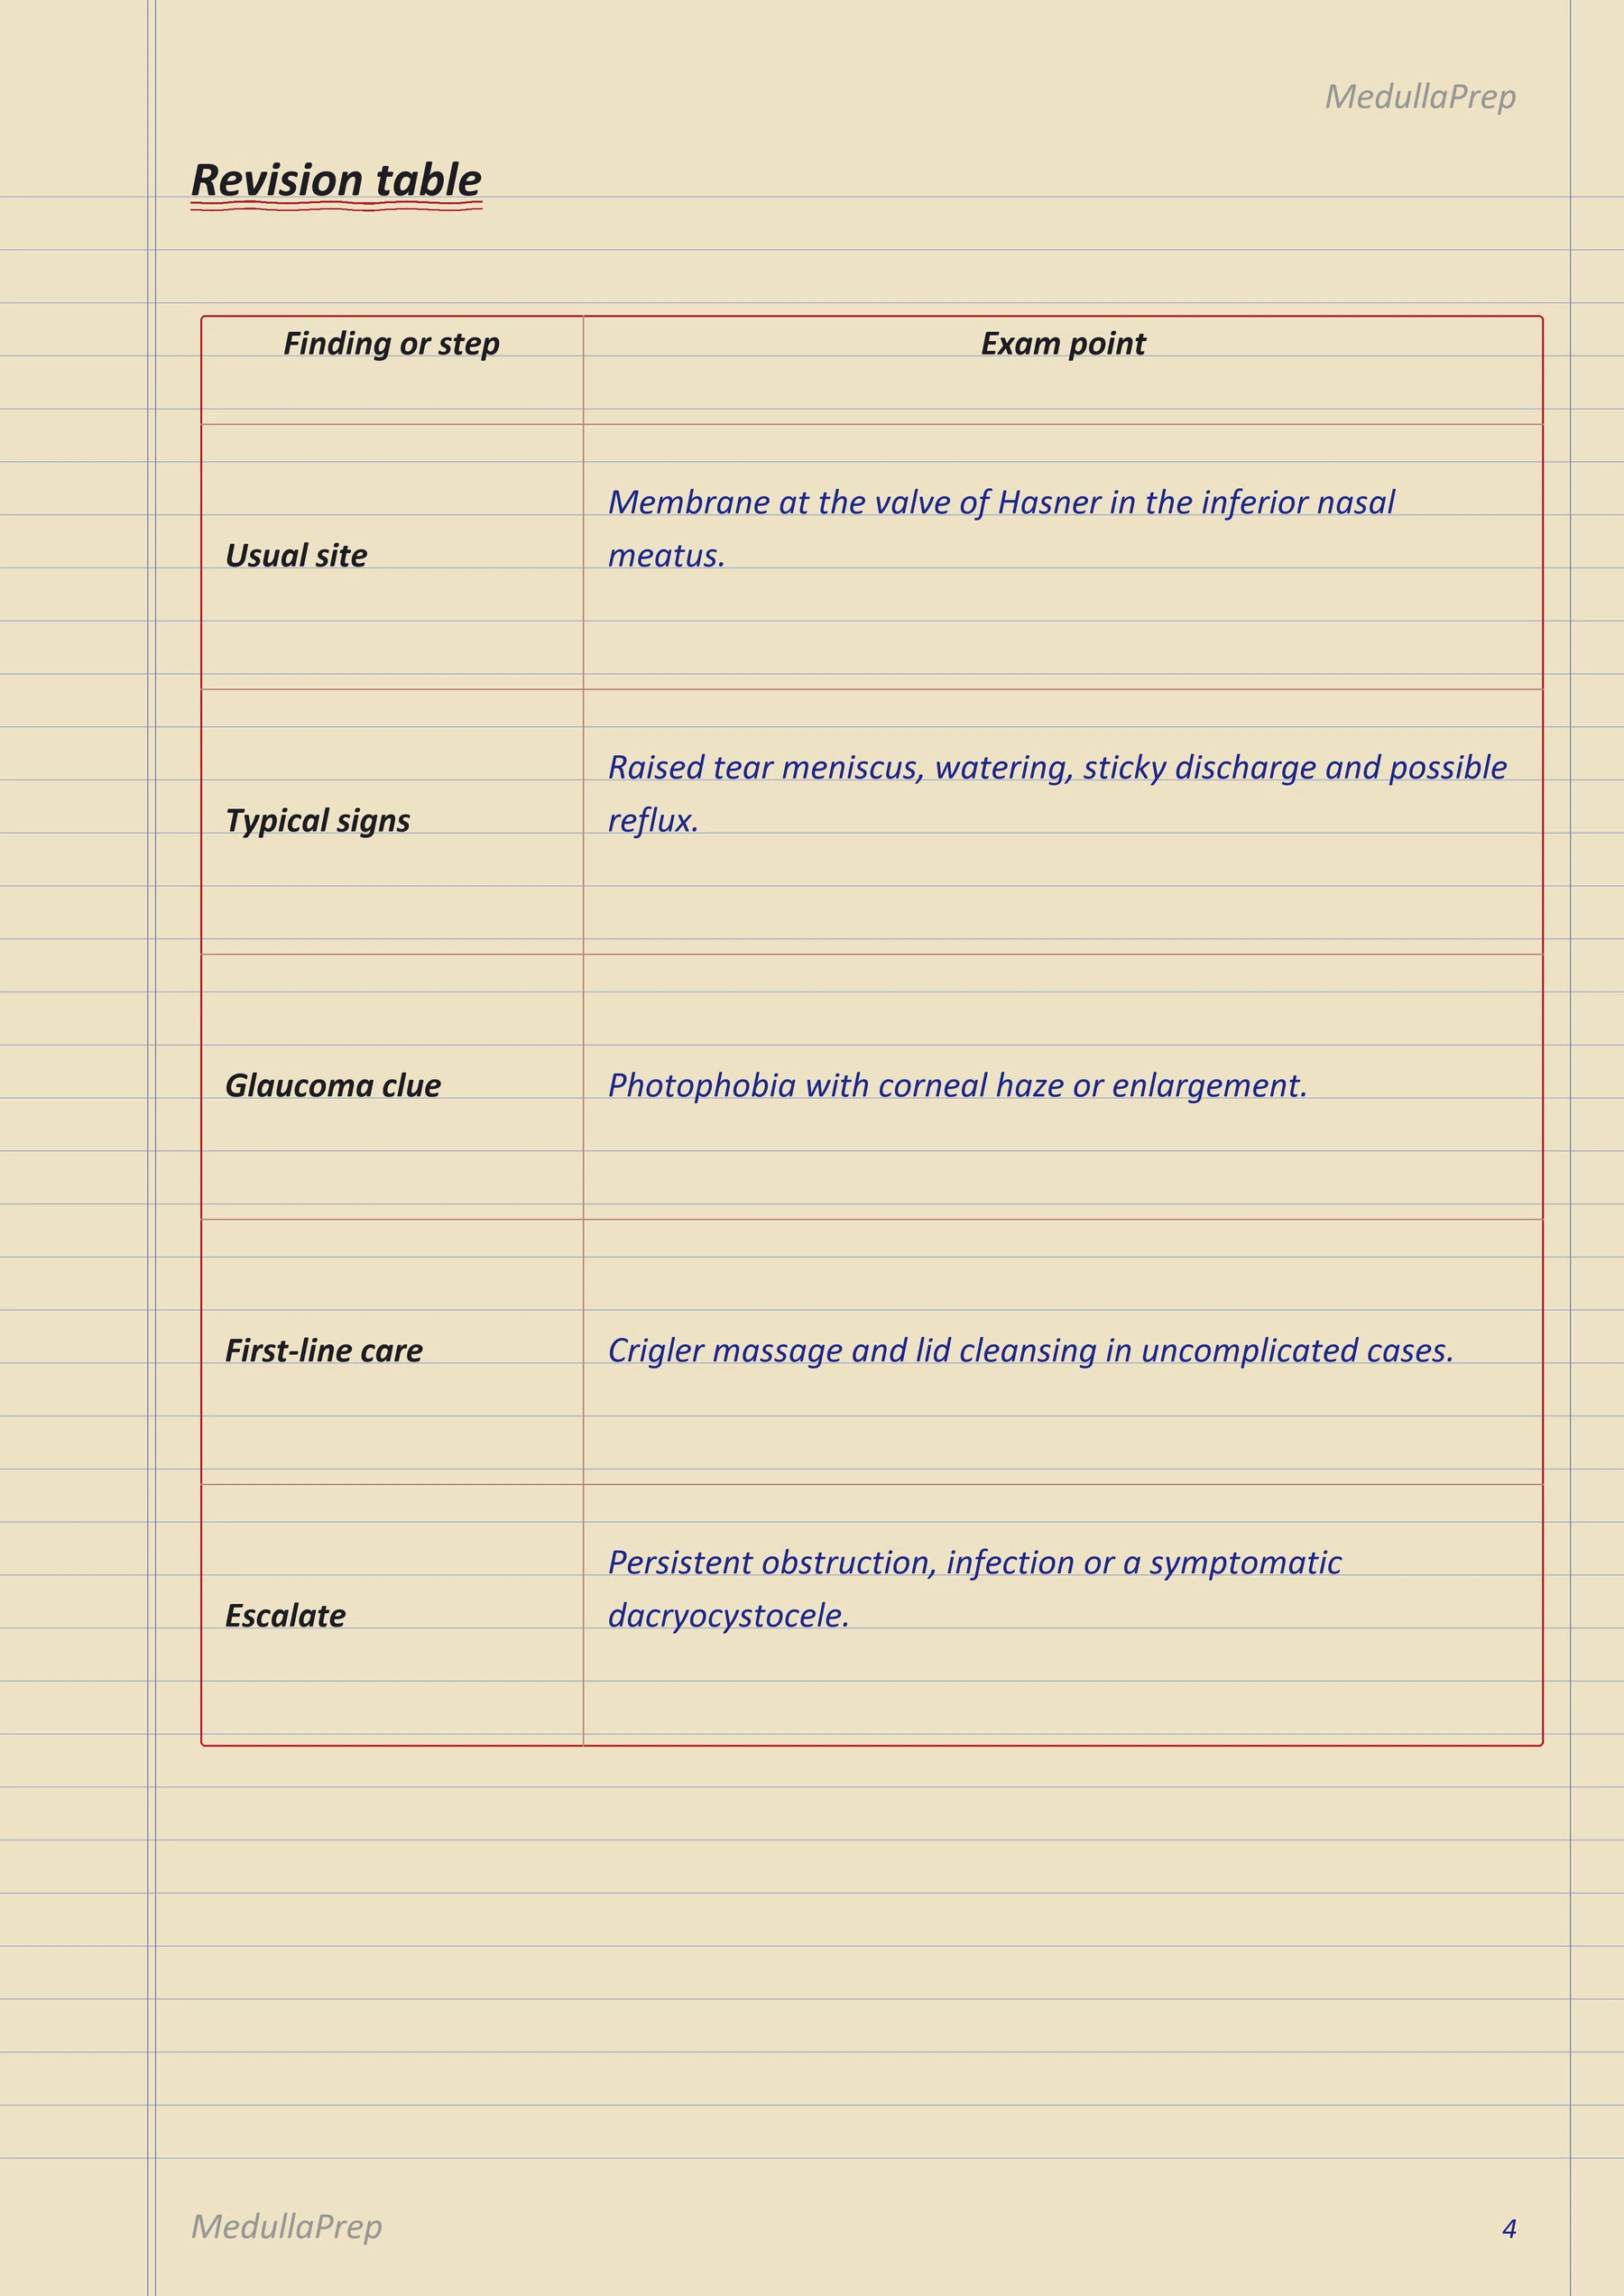 MedullaPrep
Revision table
Finding or step
Exam point
Usual site
Membrane at the valve of Hasner in the inferior nasal
meatus.
Typical signs
Raised tear meniscus, watering, sticky discharge and possible
reflux.
Glaucoma clue
Photophobia with corneal haze or enlargement.
First-line care
Crigler massage and lid cleansing in uncomplicated cases.
Escalate
Persistent obstruction, infection or a symptomatic
dacryocystocele.
MedullaPrep
4